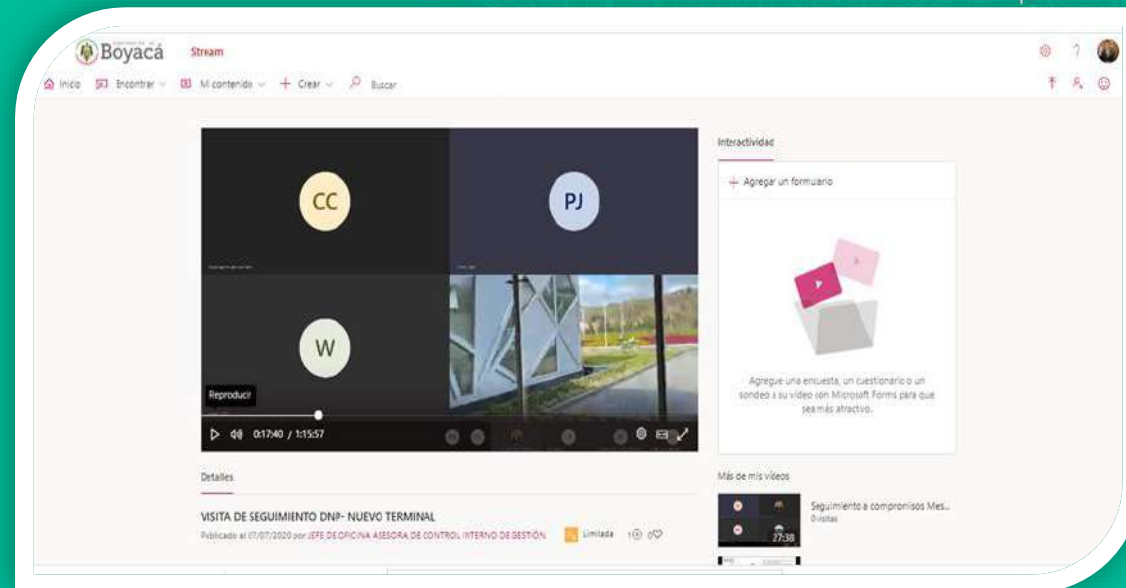 Boyacá
Stream
Inicio Encontrar Mi contenido + Crear Buscar
CC
PJ
W
Reproducir
0:17:40 / 1:15:57
Interactividad
+ Agregar un formulario
Agregue una encuesta, un cuestionario o un
sondeo a su vídeo con Microsoft Forms para que
sea más atractivo.
Detalles
VISITA DE SEGUIMIENTO DNP- NUEVO TERMINAL
Publicado el 07/07/2020 por JEFE DE OFICINA ASESORA DE CONTROL INTERNO DE GESTIÓN Limitada
Más de mis vídeos
Seguimiento a compromisos Mes...
0 visitas
27:38